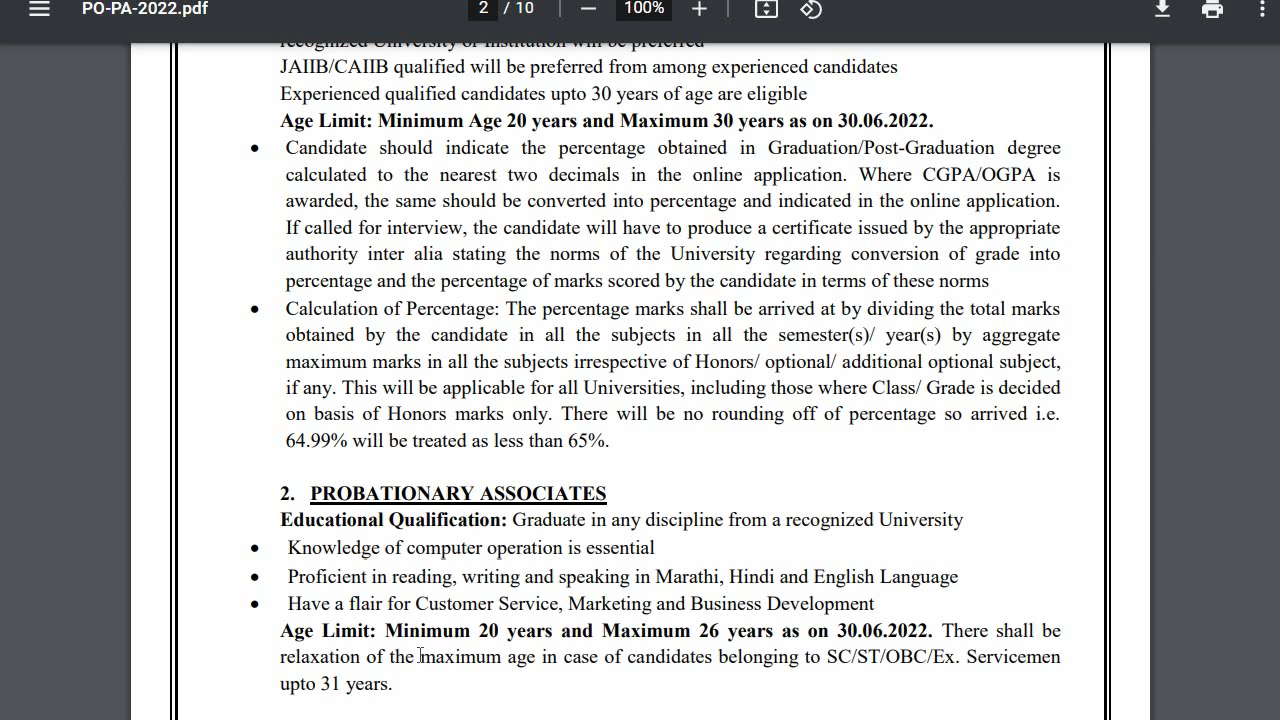 PO-PA-2022.pdf
2 / 10
100%
recognized University or Institution will be preferred
JAIIB/CAIIB qualified will be preferred from among experienced candidates
Experienced qualified candidates upto 30 years of age are eligible
Age Limit: Minimum Age 20 years and Maximum 30 years as on 30.06.2022.
• Candidate should indicate the percentage obtained in Graduation/Post-Graduation degree
calculated to the nearest two decimals in the online application. Where CGPA/OGPA is
awarded, the same should be converted into percentage and indicated in the online application.
If called for interview, the candidate will have to produce a certificate issued by the appropriate
authority inter alia stating the norms of the University regarding conversion of grade into
percentage and the percentage of marks scored by the candidate in terms of these norms
• Calculation of Percentage: The percentage marks shall be arrived at by dividing the total marks
obtained by the candidate in all the subjects in all the semester(s)/ year(s) by aggregate
maximum marks in all the subjects irrespective of Honors/ optional/ additional optional subject,
if any. This will be applicable for all Universities, including those where Class/ Grade is decided
on basis of Honors marks only. There will be no rounding off of percentage so arrived i.e.
64.99% will be treated as less than 65%.
2. PROBATIONARY ASSOCIATES
Educational Qualification: Graduate in any discipline from a recognized University
• Knowledge of computer operation is essential
• Proficient in reading, writing and speaking in Marathi, Hindi and English Language
• Have a flair for Customer Service, Marketing and Business Development
Age Limit: Minimum 20 years and Maximum 26 years as on 30.06.2022. There shall be
relaxation of the maximum age in case of candidates belonging to SC/ST/OBC/Ex. Servicemen
upto 31 years.